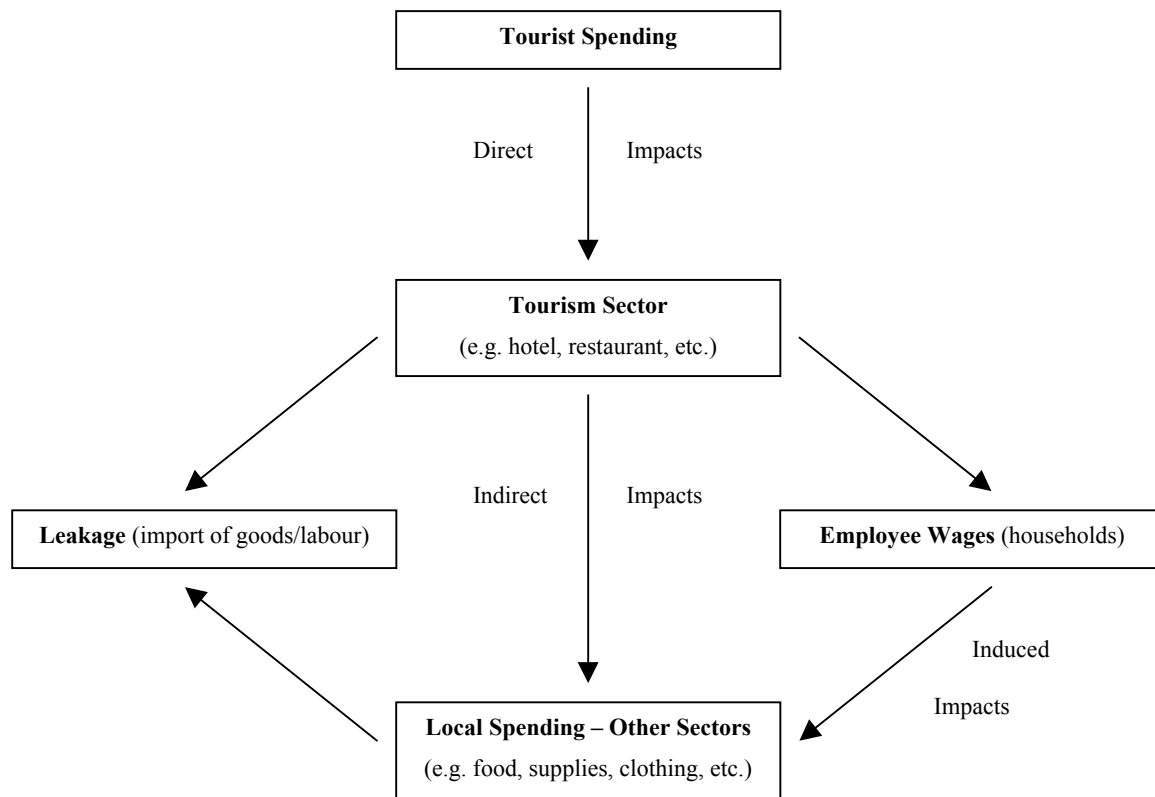 Tourist Spending
Direct Impacts
Tourism Sector
(e.g. hotel, restaurant, etc.)
Indirect Impacts
Leakage (import of goods/labour)
Employee Wages (households)
Induced
Impacts
Local Spending – Other Sectors
(e.g. food, supplies, clothing, etc.)